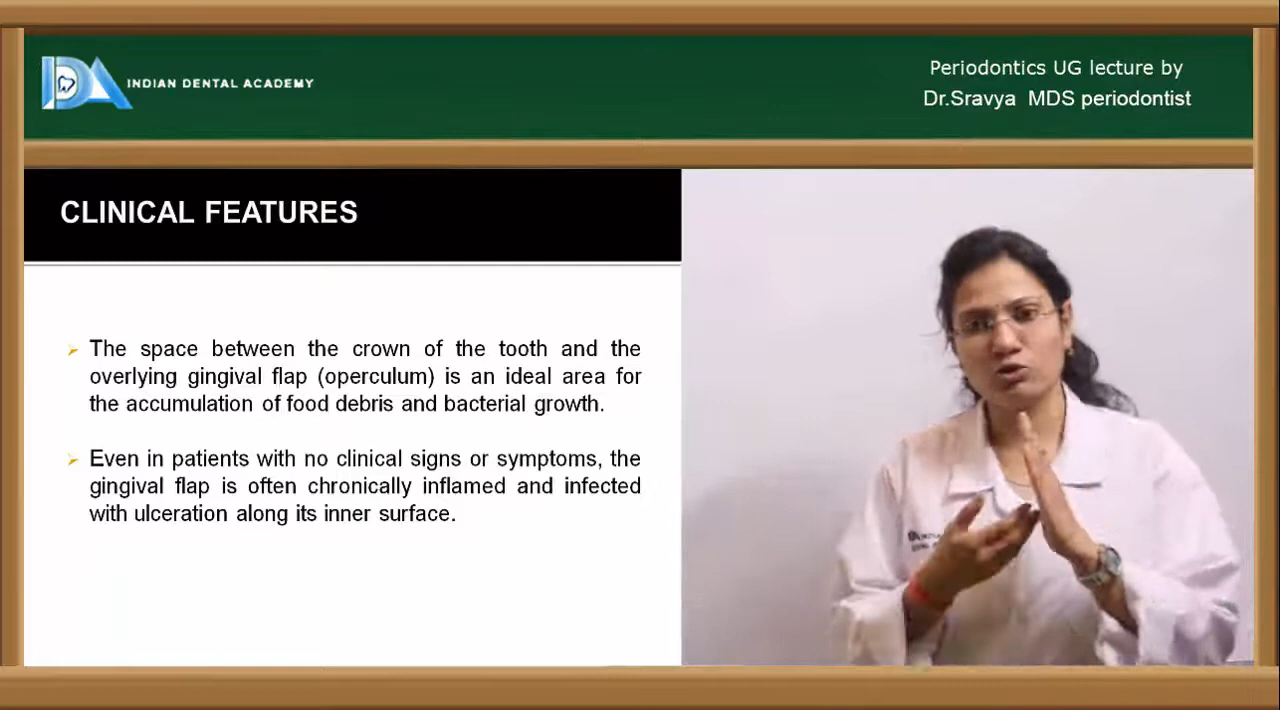 INDIAN DENTAL ACADEMY
Periodontics UG lecture by
Dr.Sravya MDS periodontist
CLINICAL FEATURES
The space between the crown of the tooth and the
overlying gingival flap (operculum) is an ideal area for
the accumulation of food debris and bacterial growth.
Even in patients with no clinical signs or symptoms, the
gingival flap is often chronically inflamed and infected
with ulceration along its inner surface.